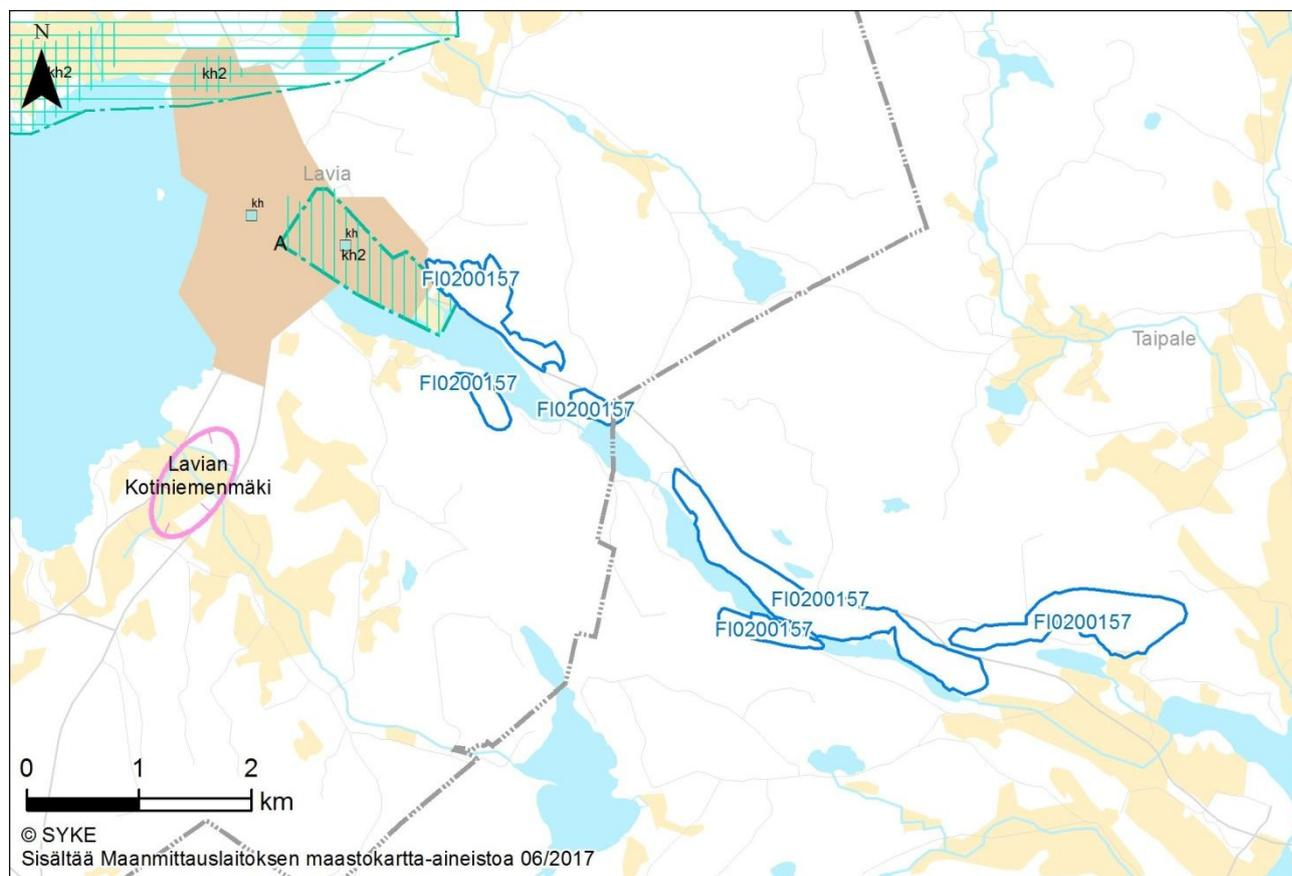 N
kh2
kh2
Lavia
kh
A
kh
kh2
FI0200157
Taipale
FI0200157
FI0200157
Lavian
Kotiniemenmäki
FI0200157
FI0200157
FI0200157
0 1 2
km
© SYKE
Sisältää Maanmittauslaitoksen maastokartta-aineistoa 06/2017